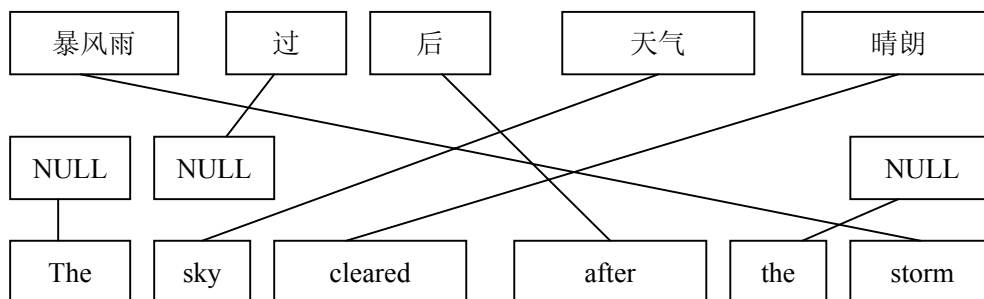 暴风雨 过 后 天气 晴朗
NULL NULL NULL
The sky cleared after the storm